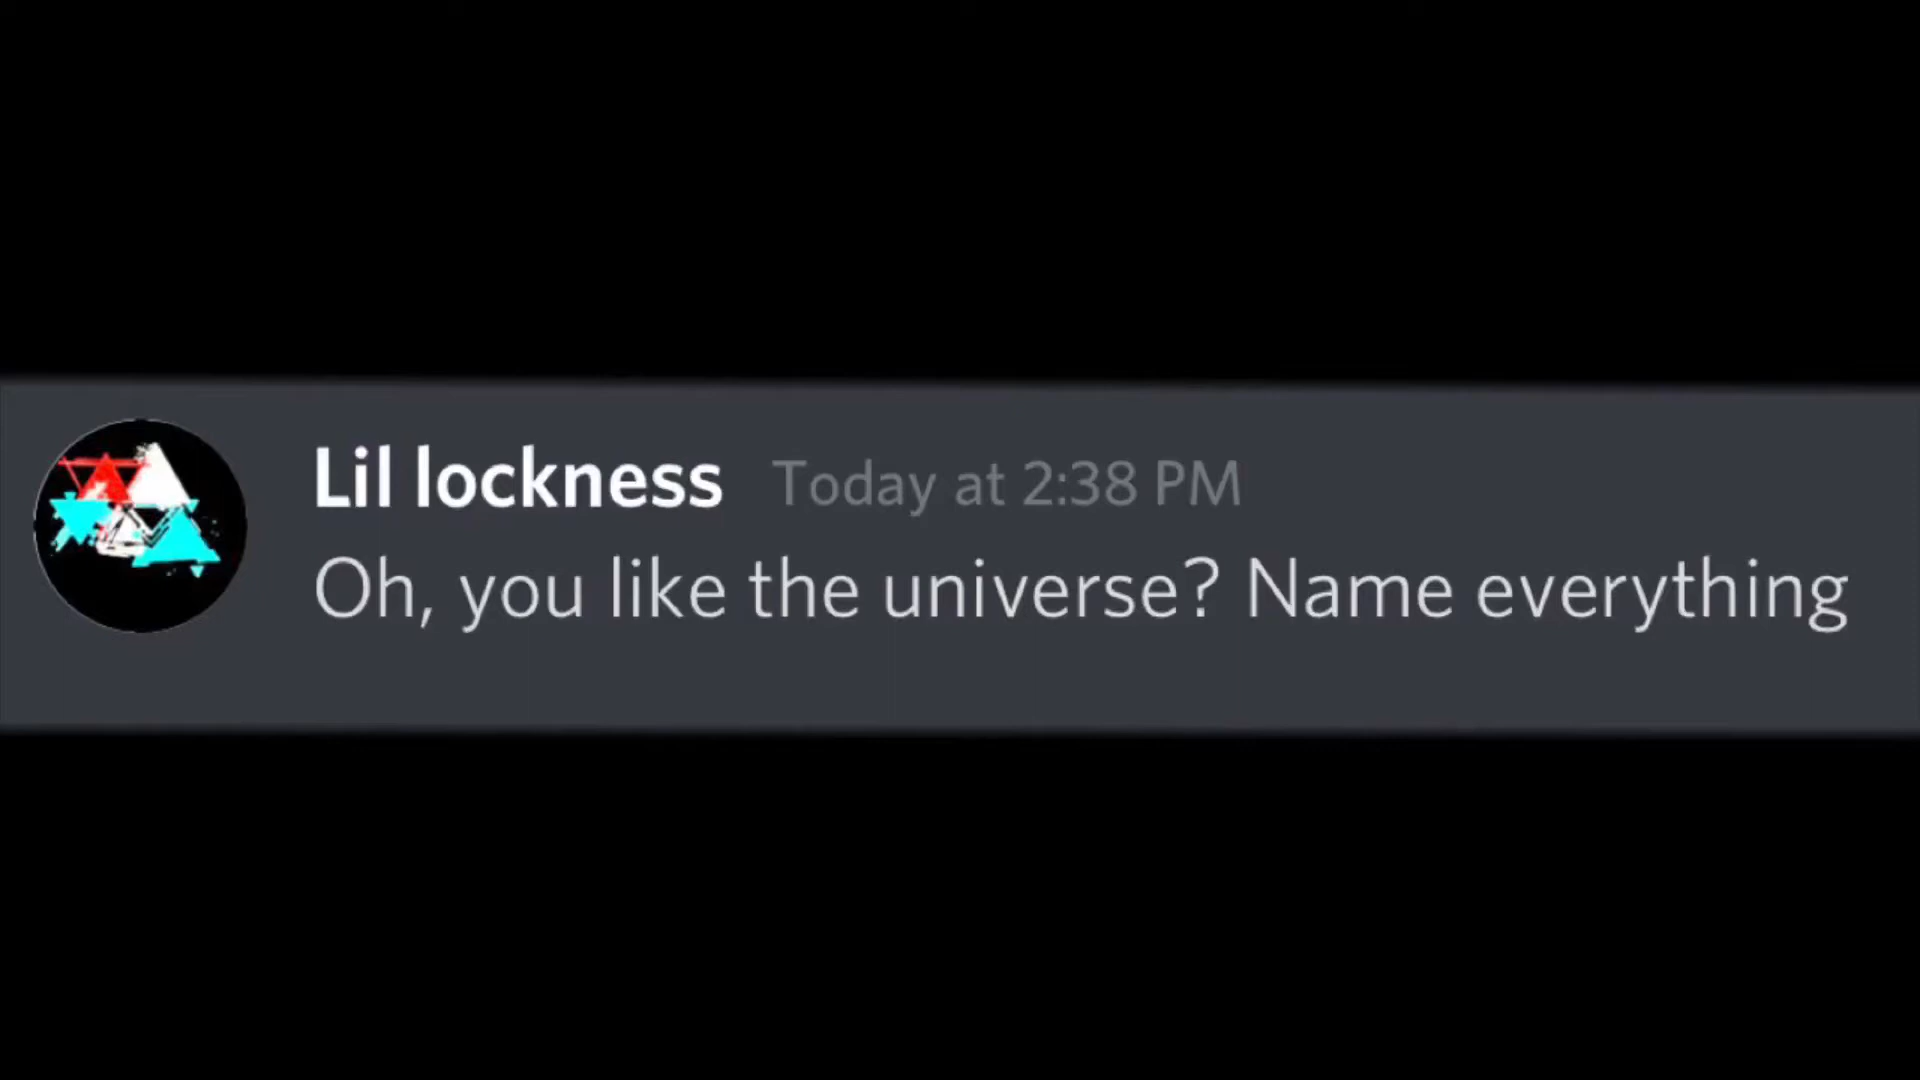 Lil lockness Today at 2:38 PM
Oh, you like the universe? Name everything